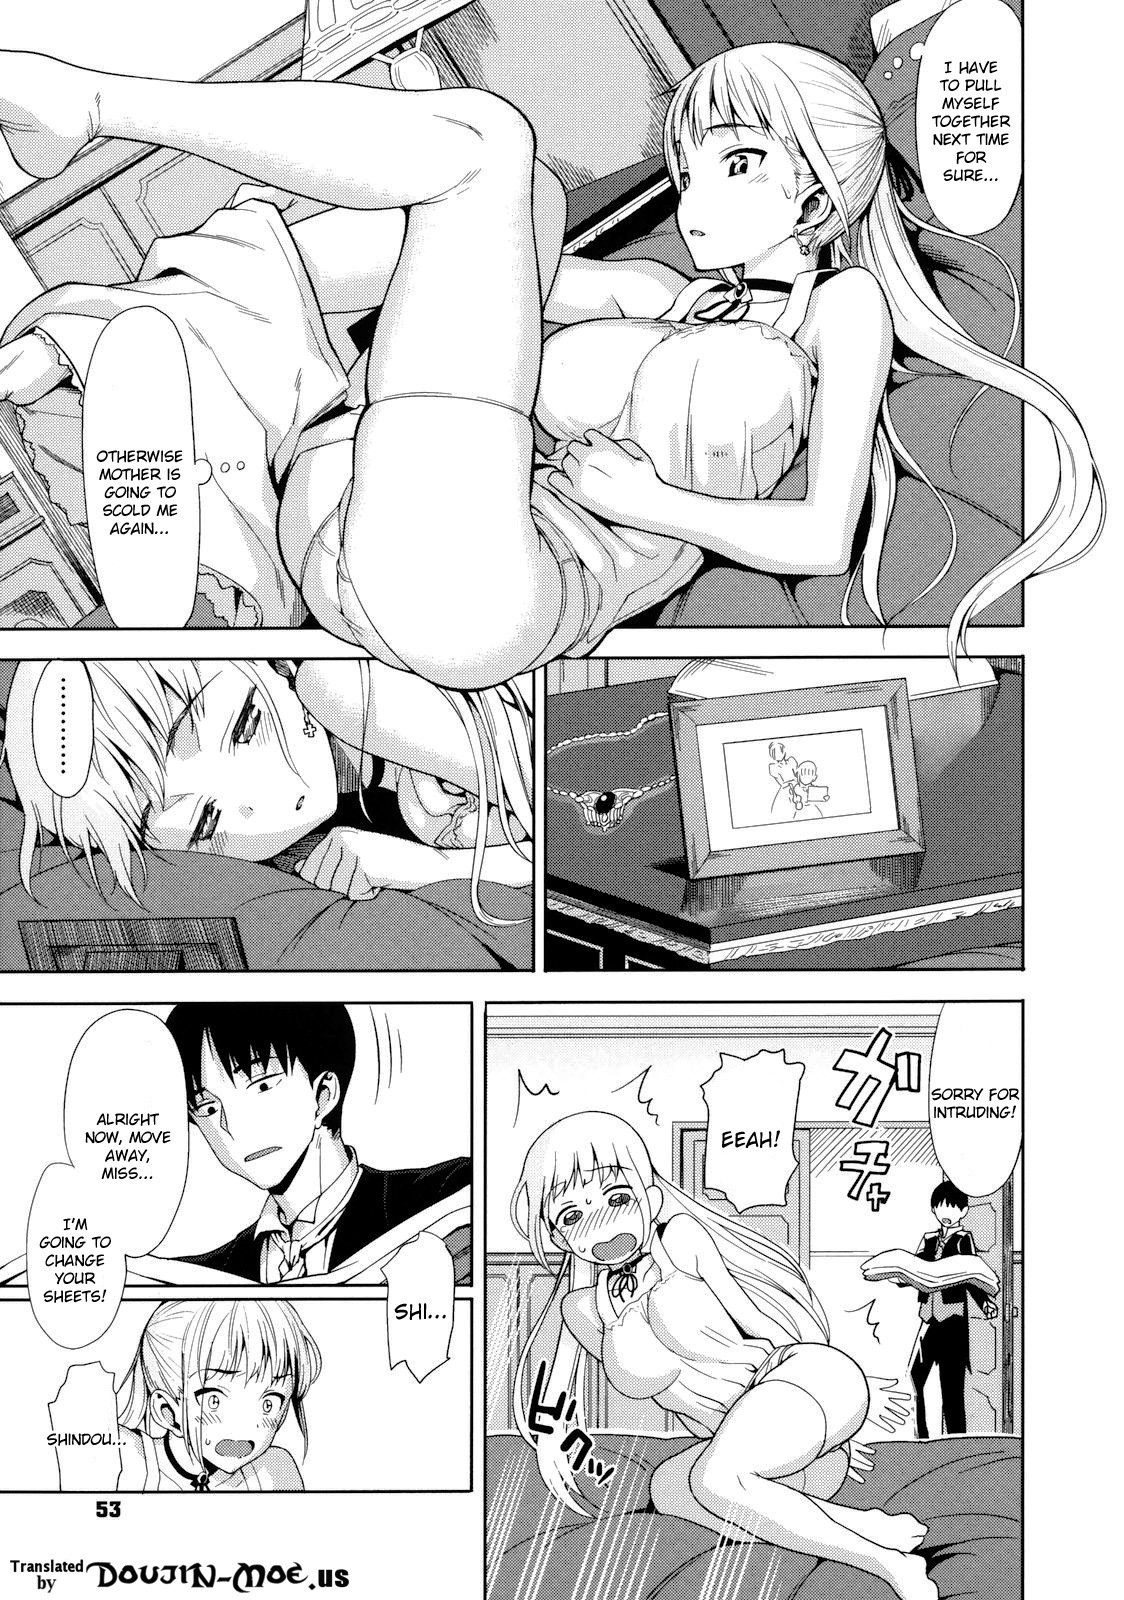 I HAVE
TO PULL
MYSELF
TOGETHER
NEXT TIME
FOR
SURE...
OTHERWISE
MOTHER IS
GOING TO
SCOLD ME
AGAIN...
.........
SORRY FOR
INTRUDING!
ガチャ
EEAH!
ビクッ
ALRIGHT
NOW, MOVE
AWAY,
MISS...
I'M
GOING TO
CHANGE
YOUR
SHEETS!
SHI...
SHINDOU...
53
Translated
by DOUJIN-MOE.us